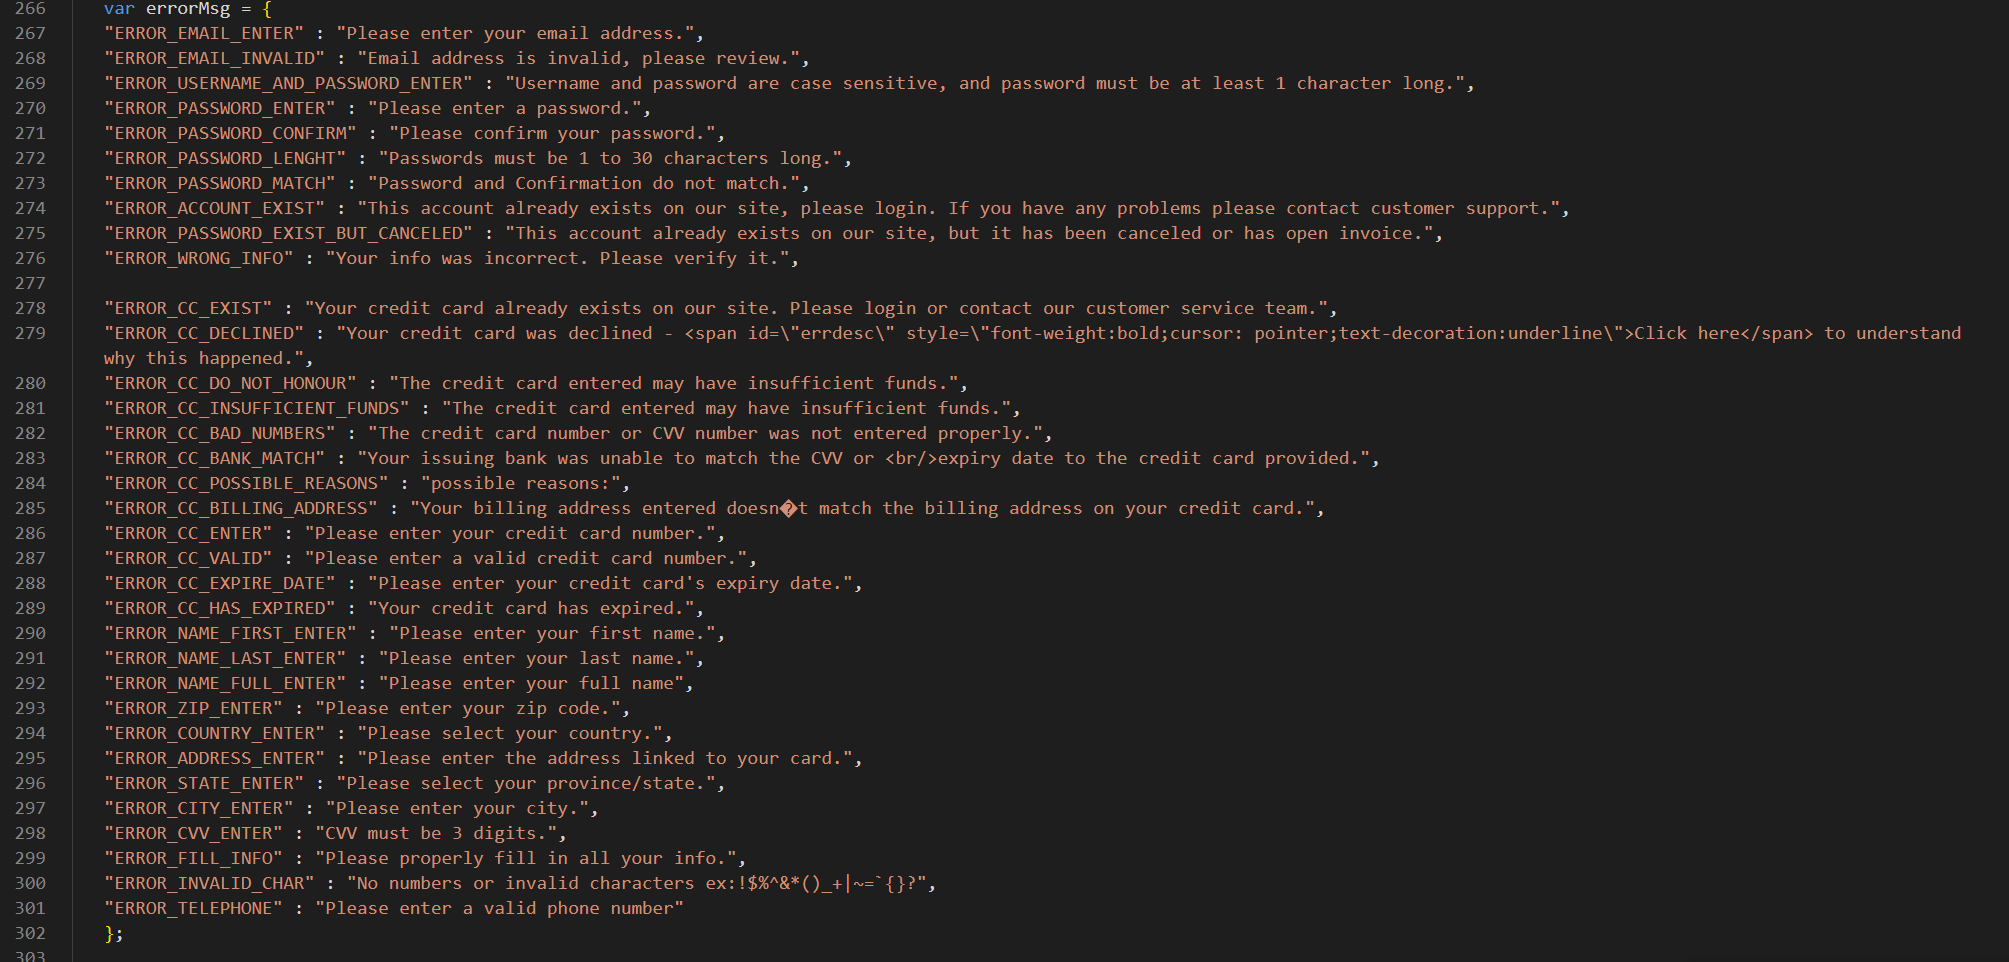 266 var errorMsg = {
267 "ERROR_EMAIL_ENTER" : "Please enter your email address.",
268 "ERROR_EMAIL_INVALID" : "Email address is invalid, please review.",
269 "ERROR_USERNAME_AND_PASSWORD_ENTER" : "Username and password are case sensitive, and password must be at least 1 character long.",
270 "ERROR_PASSWORD_ENTER" : "Please enter a password.",
271 "ERROR_PASSWORD_CONFIRM" : "Please confirm your password.",
272 "ERROR_PASSWORD_LENGHT" : "Passwords must be 1 to 30 characters long.",
273 "ERROR_PASSWORD_MATCH" : "Password and Confirmation do not match.",
274 "ERROR_ACCOUNT_EXIST" : "This account already exists on our site, please login. If you have any problems please contact customer support.",
275 "ERROR_PASSWORD_EXIST_BUT_CANCELED" : "This account already exists on our site, but it has been canceled or has open invoice.",
276 "ERROR_WRONG_INFO" : "Your info was incorrect. Please verify it.",
277
278 "ERROR_CC_EXIST" : "Your credit card already exists on our site. Please login or contact our customer service team.",
279 "ERROR_CC_DECLINED" : "Your credit card was declined - <span id=\"errdesc\" style=\"font-weight:bold;cursor: pointer;text-decoration:underline\">Click here</span> to understand
why this happened.",
280 "ERROR_CC_DO_NOT_HONOUR" : "The credit card entered may have insufficient funds.",
281 "ERROR_CC_INSUFFICIENT_FUNDS" : "The credit card entered may have insufficient funds.",
282 "ERROR_CC_BAD_NUMBERS" : "The credit card number or CVV number was not entered properly.",
283 "ERROR_CC_BANK_MATCH" : "Your issuing bank was unable to match the CVV or <br/>expiry date to the credit card provided.",
284 "ERROR_CC_POSSIBLE_REASONS" : "possible reasons:",
285 "ERROR_CC_BILLING_ADDRESS" : "Your billing address entered doesn�t match the billing address on your credit card.",
286 "ERROR_CC_ENTER" : "Please enter your credit card number.",
287 "ERROR_CC_VALID" : "Please enter a valid credit card number.",
288 "ERROR_CC_EXPIRE_DATE" : "Please enter your credit card's expiry date.",
289 "ERROR_CC_HAS_EXPIRED" : "Your credit card has expired.",
290 "ERROR_NAME_FIRST_ENTER" : "Please enter your first name.",
291 "ERROR_NAME_LAST_ENTER" : "Please enter your last name.",
292 "ERROR_NAME_FULL_ENTER" : "Please enter your full name",
293 "ERROR_ZIP_ENTER" : "Please enter your zip code.",
294 "ERROR_COUNTRY_ENTER" : "Please select your country.",
295 "ERROR_ADDRESS_ENTER" : "Please enter the address linked to your card.",
296 "ERROR_STATE_ENTER" : "Please select your province/state.",
297 "ERROR_CITY_ENTER" : "Please enter your city.",
298 "ERROR_CVV_ENTER" : "CVV must be 3 digits.",
299 "ERROR_FILL_INFO" : "Please properly fill in all your info.",
300 "ERROR_INVALID_CHAR" : "No numbers or invalid characters ex:!$%^&*()_+|~=`{}?",
301 "ERROR_TELEPHONE" : "Please enter a valid phone number"
302 };
303